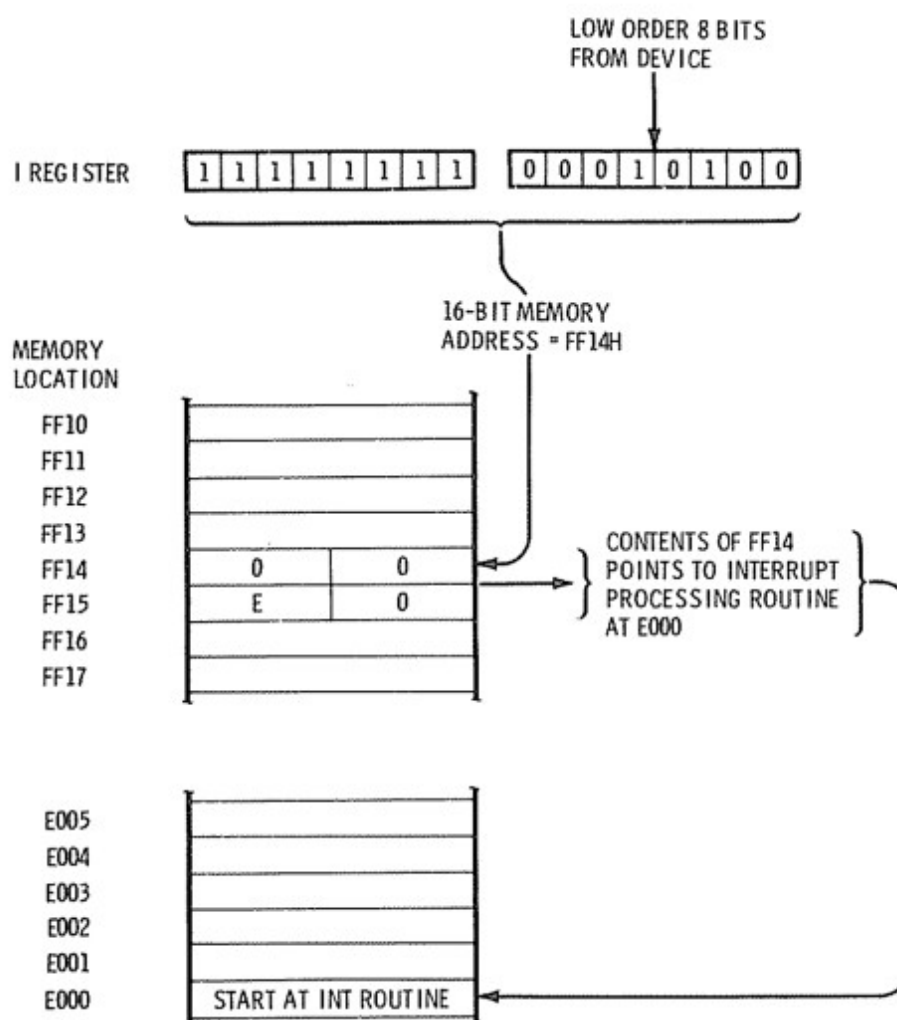 LOW ORDER 8 BITS
FROM DEVICE
I REGISTER
1 1 1 1 1 1 1 1 0 0 0 1 0 1 0 0
16-BIT MEMORY
ADDRESS = FF14H
MEMORY
LOCATION
FF10
FF11
FF12
FF13
FF14 0 0
FF15 E 0
FF16
FF17
CONTENTS OF FF14
POINTS TO INTERRUPT
PROCESSING ROUTINE
AT E000
E005
E004
E003
E002
E001
E000 START AT INT ROUTINE